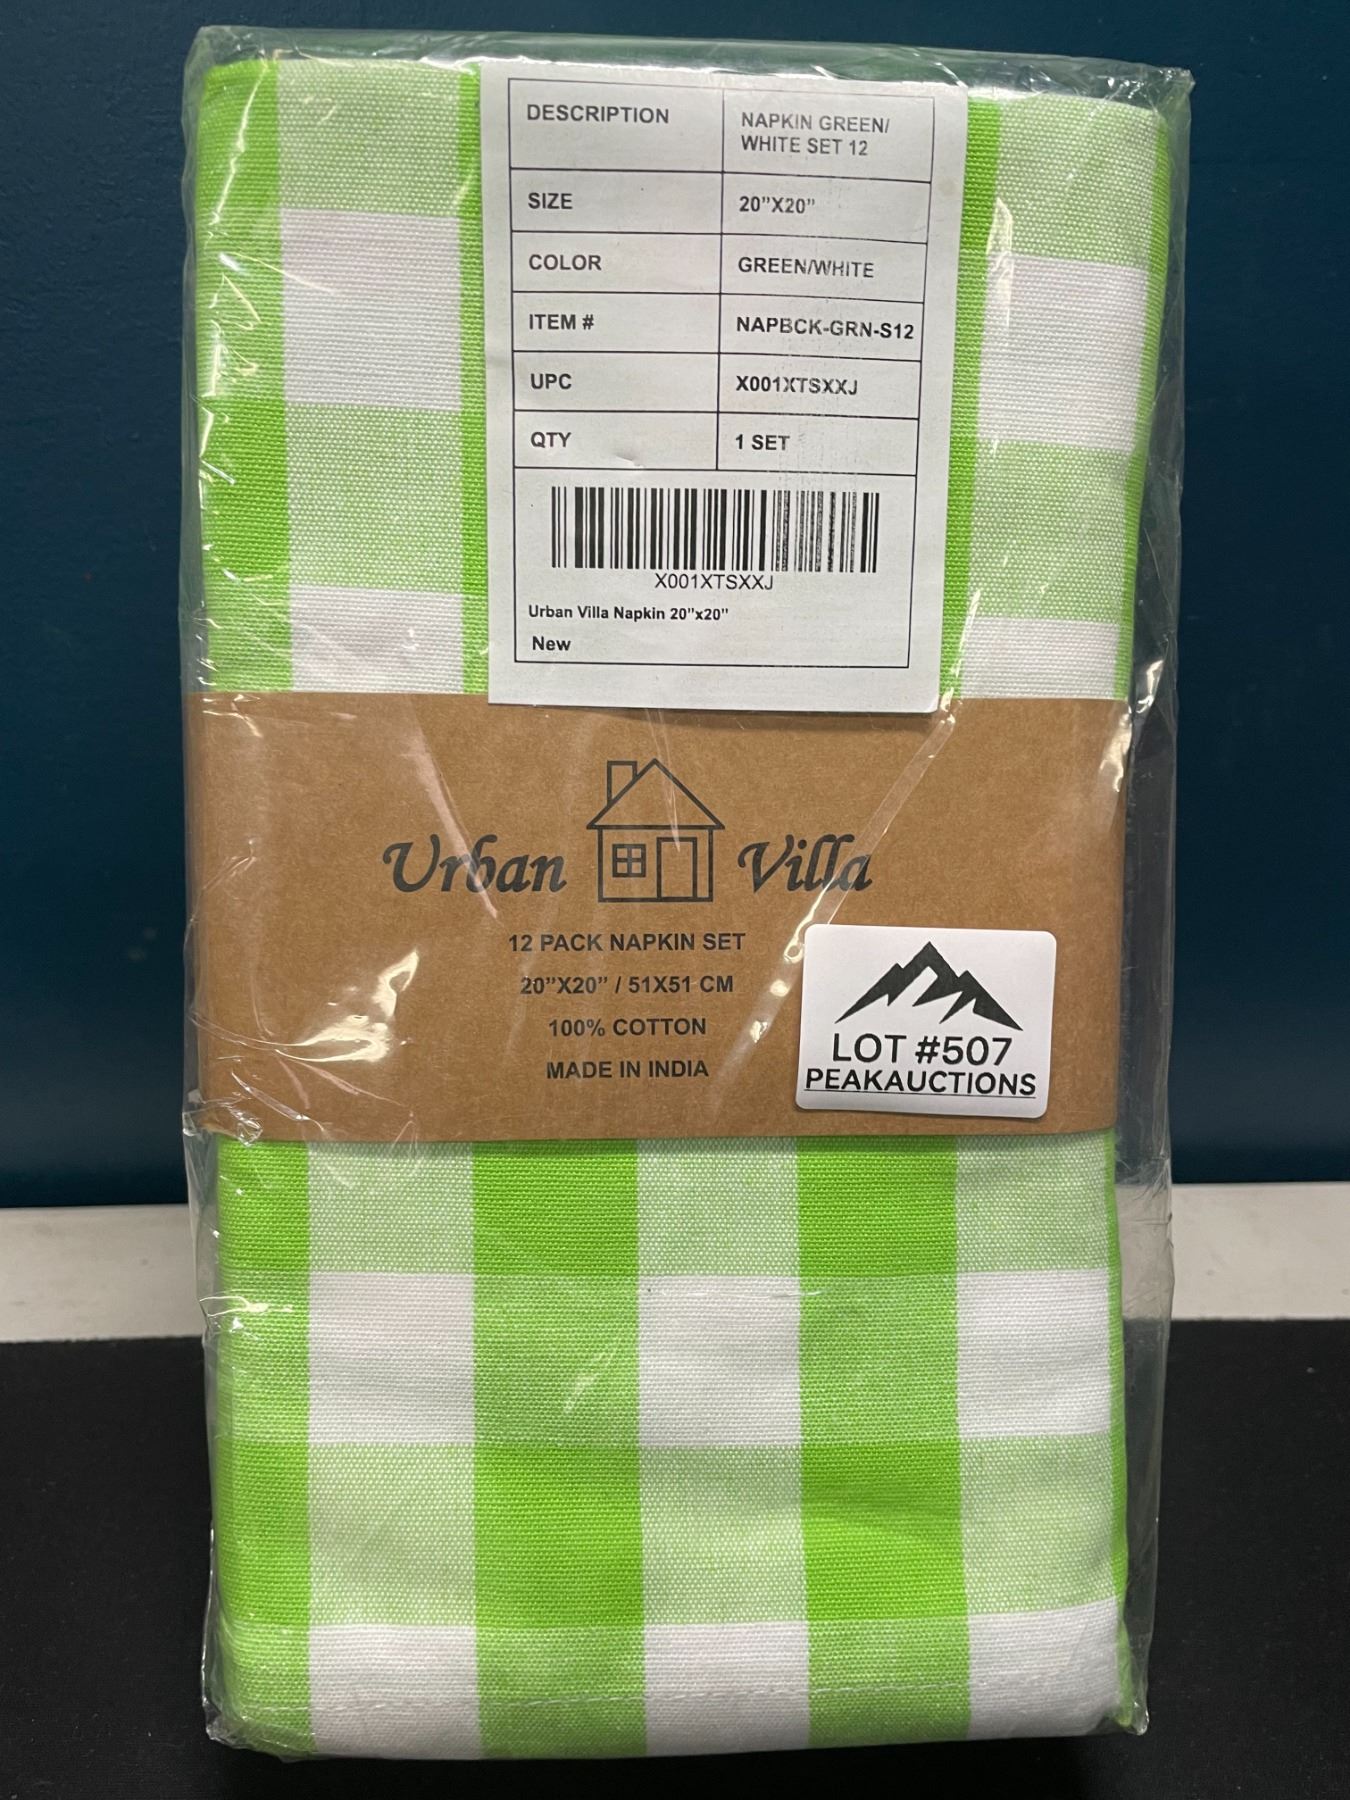 DESCRIPTION NAPKIN GREEN/
WHITE SET 12
SIZE 20"X20"
COLOR GREEN/WHITE
ITEM # NAPBCK-GRN-S12
UPC X001XTSXXJ
QTY 1 SET
X001XTSXXJ
Urban Villa Napkin 20"x20"
New
Urban Villa
12 PACK NAPKIN SET
20"X20" / 51X51 CM
100% COTTON
MADE IN INDIA
LOT #507
PEAKAUCTIONS